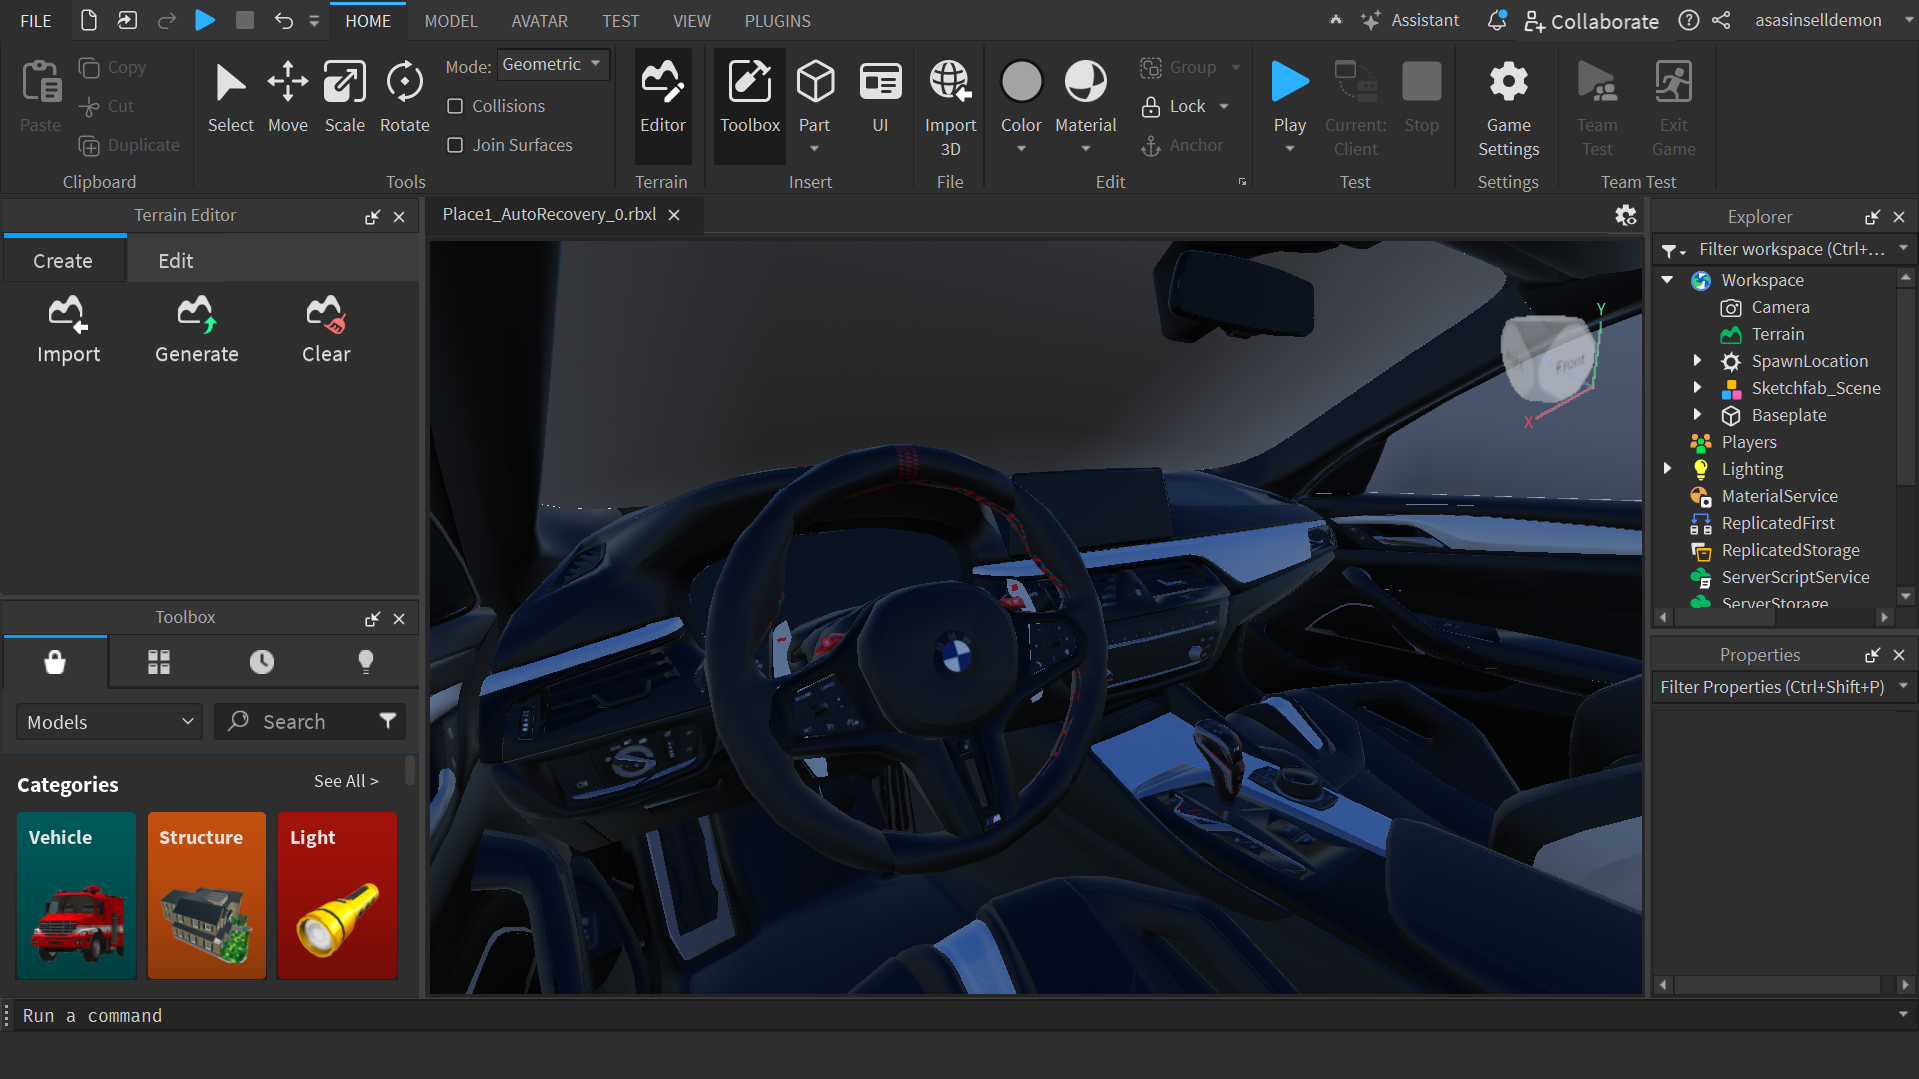 FILE
HOME
MODEL
AVATAR
TEST
VIEW
PLUGINS
Assistant
Collaborate
asasinselldemon
Paste
Copy
Cut
Duplicate
Clipboard
Select
Move
Scale
Rotate
Mode:
Geometric
Collisions
Join Surfaces
Tools
Editor
Terrain
Toolbox
Part
UI
Insert
Import
3D
File
Color
Material
Group
Lock
Anchor
Edit
Play
Current:
Client
Stop
Test
Game
Settings
Settings
Team
Test
Exit
Game
Team Test
Terrain Editor
Create
Edit
Import
Generate
Clear
Toolbox
Models
Search
Categories
See All >
Vehicle
Structure
Light
Place1_AutoRecovery_0.rbxl
Y
Front
X
Explorer
Filter workspace (Ctrl+...
Workspace
Camera
Terrain
SpawnLocation
Sketchfab_Scene
Baseplate
Players
Lighting
MaterialService
ReplicatedFirst
ReplicatedStorage
ServerScriptService
ServerStorage
Properties
Filter Properties (Ctrl+Shift+P)
Run a command